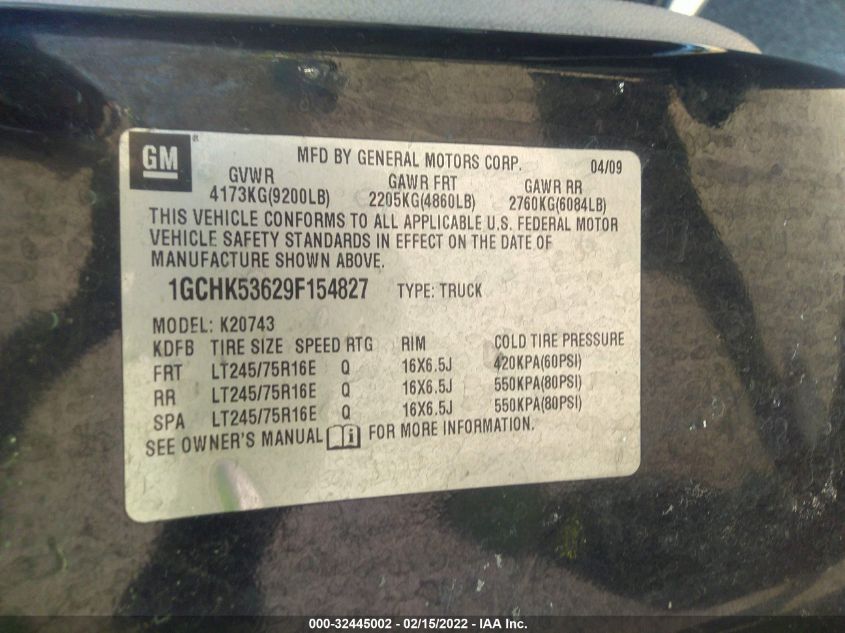 GM ®
MFD BY GENERAL MOTORS CORP. 04/09
GVWR GAWR FRT GAWR RR
4173KG(9200LB) 2205KG(4860LB) 2760KG(6084LB)
THIS VEHICLE CONFORMS TO ALL APPLICABLE U.S. FEDERAL MOTOR
VEHICLE SAFETY STANDARDS IN EFFECT ON THE DATE OF
MANUFACTURE SHOWN ABOVE.
1GCHK53629F154827 TYPE: TRUCK
MODEL: K20743
KDFB TIRE SIZE SPEED RTG RIM COLD TIRE PRESSURE
FRT LT245/75R16E Q 16X6.5J 420KPA(60PSI)
RR LT245/75R16E Q 16X6.5J 550KPA(80PSI)
SPA LT245/75R16E Q 16X6.5J 550KPA(80PSI)
SEE OWNER'S MANUAL FOR MORE INFORMATION.
000-32445002 - 02/15/2022 - IAA Inc.